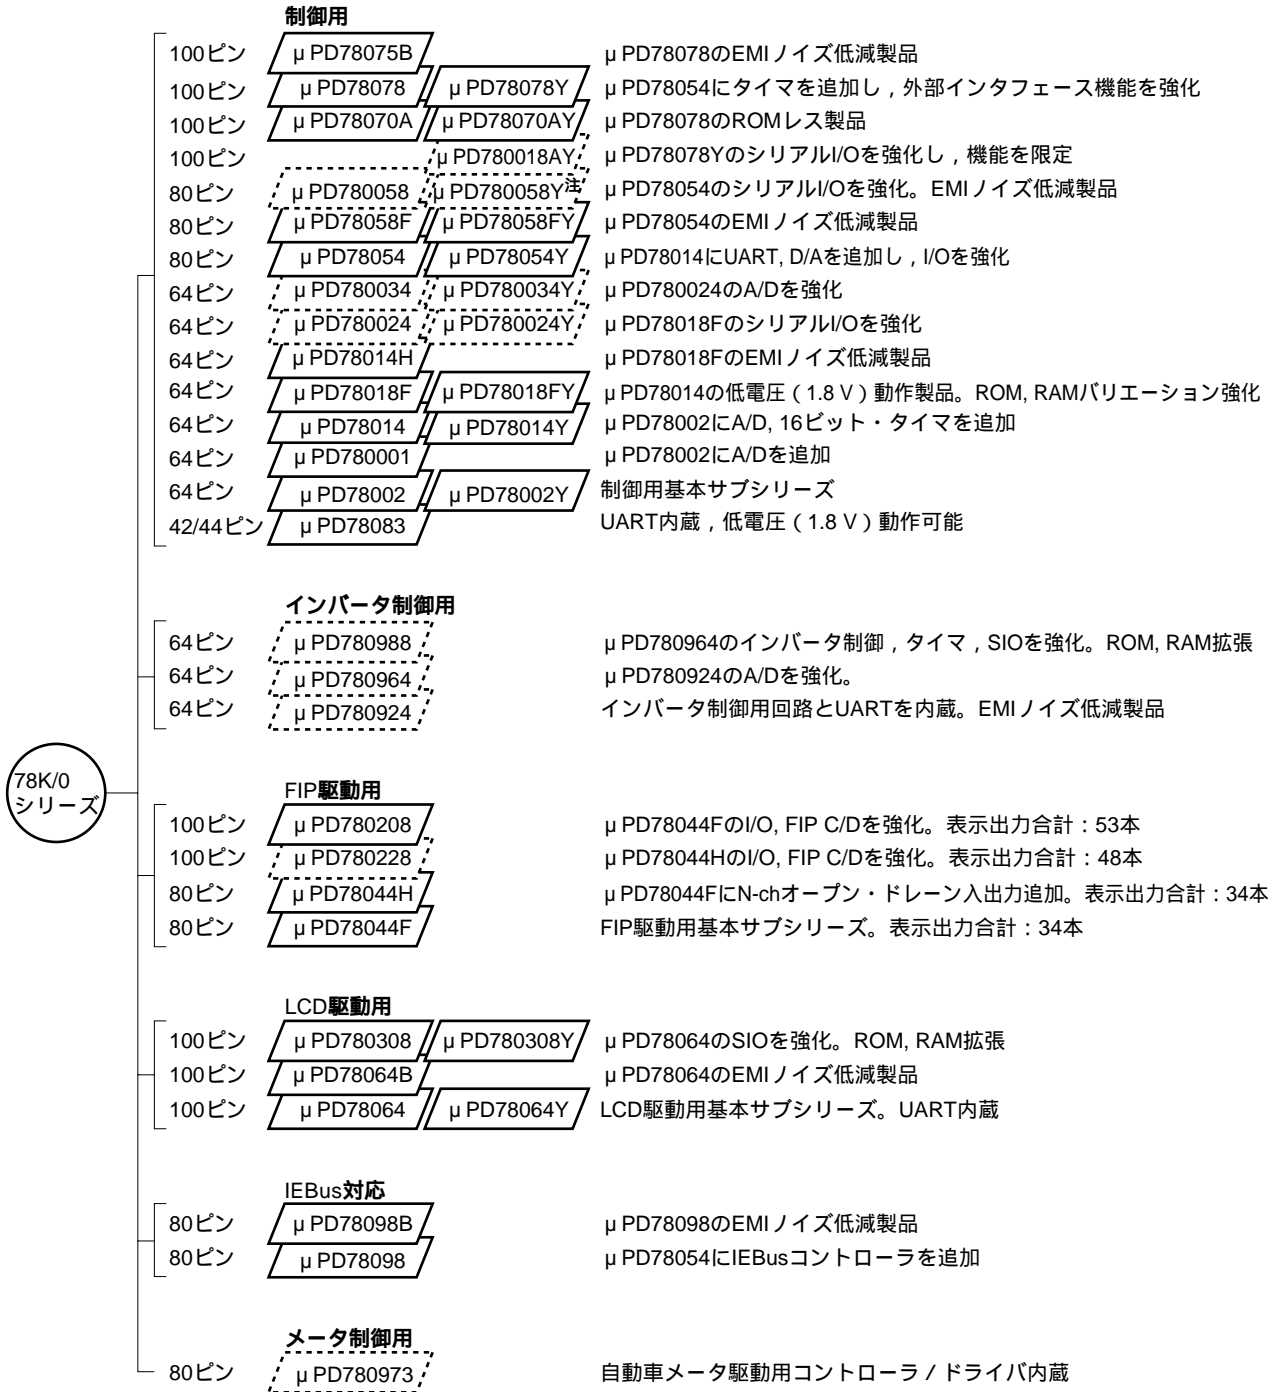 制御用
100ピン μPD78075B μPD78078のEMIノイズ低減製品
100ピン μPD78078 μPD78078Y μPD78054にタイマを追加し，外部インタフェース機能を強化
100ピン μPD78070A μPD78070AY μPD78078のROMレス製品
100ピン μPD780018AY μPD78078YのシリアルI/Oを強化し，機能を限定
80ピン μPD780058 μPD780058Y注 μPD78054のシリアルI/Oを強化。EMIノイズ低減製品
80ピン μPD78058F μPD78058FY μPD78054のEMIノイズ低減製品
80ピン μPD78054 μPD78054Y μPD78014にUART, D/Aを追加し，I/Oを強化
64ピン μPD780034 μPD780034Y μPD780024のA/Dを強化
64ピン μPD780024 μPD780024Y μPD78018FのシリアルI/Oを強化
64ピン μPD78014H μPD78018FのEMIノイズ低減製品
64ピン μPD78018F μPD78018FY μPD78014の低電圧（1.8 V）動作製品。ROM, RAMバリエーション強化
64ピン μPD78014 μPD78014Y μPD78002にA/D, 16ビット・タイマを追加
64ピン μPD780001 μPD78002にA/Dを追加
64ピン μPD78002 μPD78002Y 制御用基本サブシリーズ
42/44ピン μPD78083 UART内蔵，低電圧（1.8 V）動作可能
インバータ制御用
64ピン μPD780988 μPD780964のインバータ制御，タイマ，SIOを強化。ROM, RAM拡張
64ピン μPD780964 μPD780924のA/Dを強化。
64ピン μPD780924 インバータ制御用回路とUARTを内蔵。EMIノイズ低減製品
78K/0
シリーズ
FIP駆動用
100ピン μPD780208 μPD78044FのI/O, FIP C/Dを強化。表示出力合計：53本
100ピン μPD780228 μPD78044HのI/O, FIP C/Dを強化。表示出力合計：48本
80ピン μPD78044H μPD78044FにN-chオープン・ドレーン入出力追加。表示出力合計：34本
80ピン μPD78044F FIP駆動用基本サブシリーズ。表示出力合計：34本
LCD駆動用
100ピン μPD780308 μPD780308Y μPD78064のSIOを強化。ROM, RAM拡張
100ピン μPD78064B μPD78064のEMIノイズ低減製品
100ピン μPD78064 μPD78064Y LCD駆動用基本サブシリーズ。UART内蔵
IEBus対応
80ピン μPD78098B μPD78098のEMIノイズ低減製品
80ピン μPD78098 μPD78054にIEBusコントローラを追加
メータ制御用
80ピン μPD780973 自動車メータ駆動用コントローラ／ドライバ内蔵